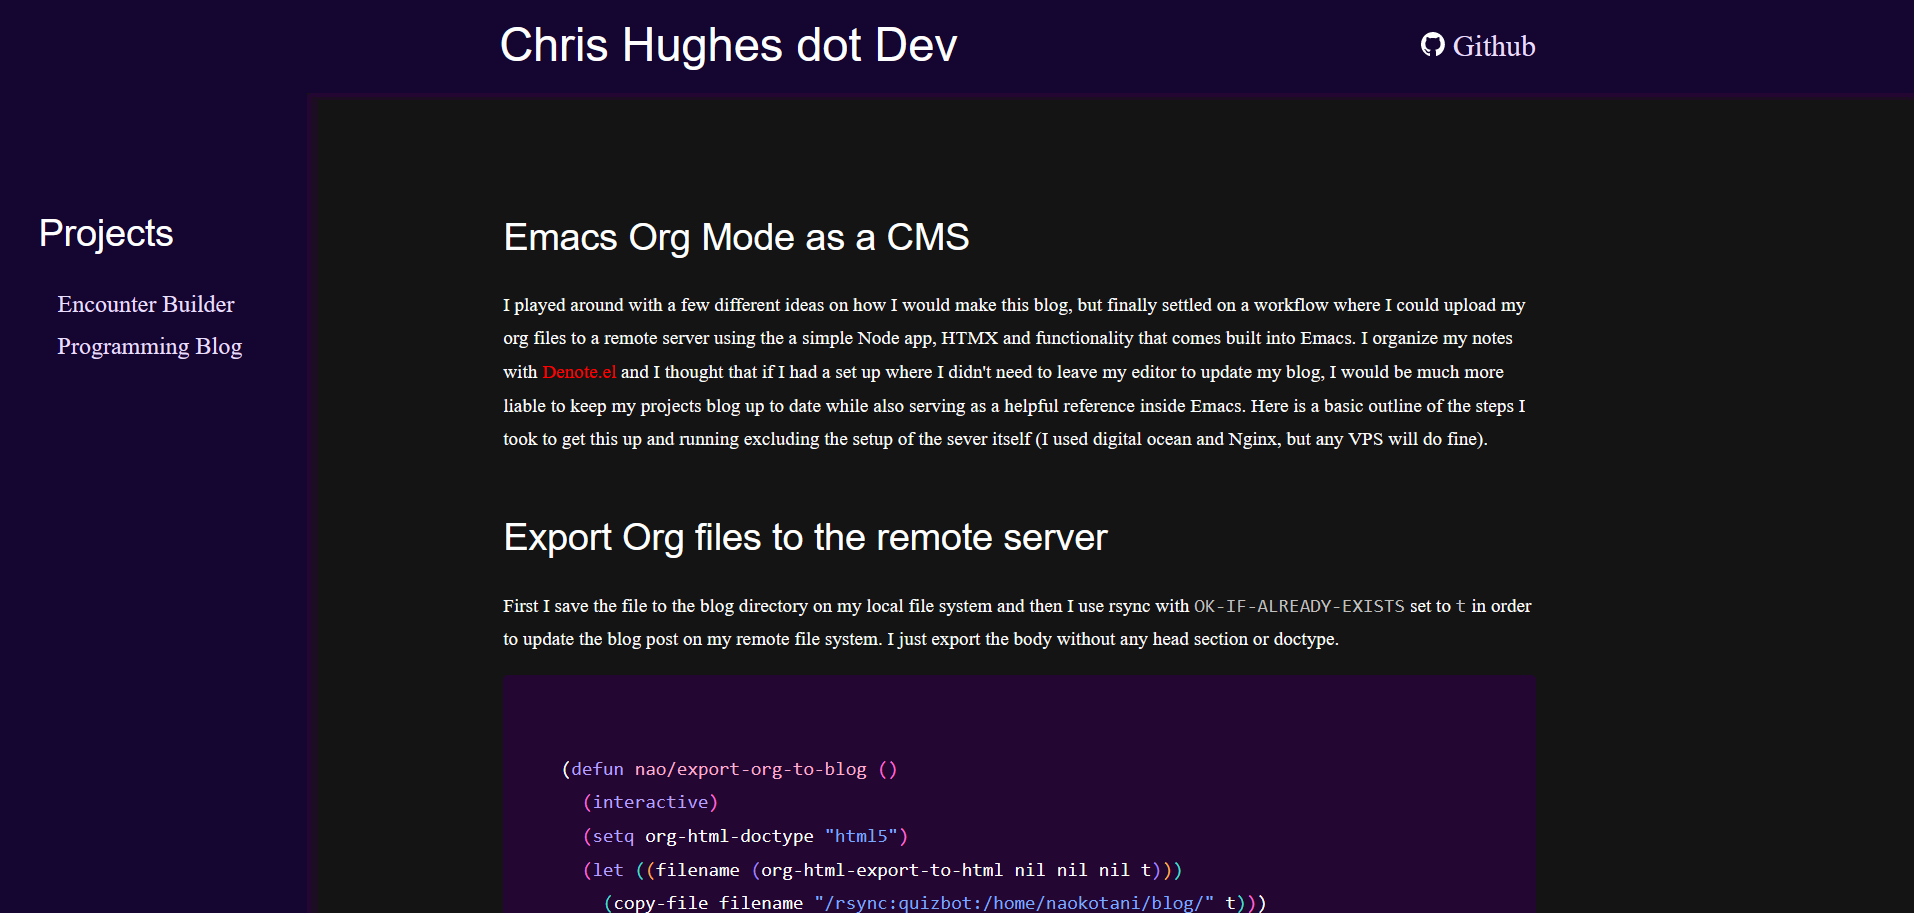 Chris Hughes dot Dev
Github
Projects
Encounter Builder
Programming Blog
Emacs Org Mode as a CMS
I played around with a few different ideas on how I would make this blog, but finally settled on a workflow where I could upload my
org files to a remote server using the a simple Node app, HTMX and functionality that comes built into Emacs. I organize my notes
with Denote.el and I thought that if I had a set up where I didn't need to leave my editor to update my blog, I would be much more
liable to keep my projects blog up to date while also serving as a helpful reference inside Emacs. Here is a basic outline of the steps I
took to get this up and running excluding the setup of the sever itself (I used digital ocean and Nginx, but any VPS will do fine).
Export Org files to the remote server
First I save the file to the blog directory on my local file system and then I use rsync with OK-IF-ALREADY-EXISTS set to t in order
to update the blog post on my remote file system. I just export the body without any head section or doctype.
(defun nao/export-org-to-blog ()
  (interactive)
  (setq org-html-doctype "html5")
  (let ((filename (org-html-export-to-html nil nil nil t)))
    (copy-file filename "/rsync:quizbot:/home/naokotani/blog/" t)))